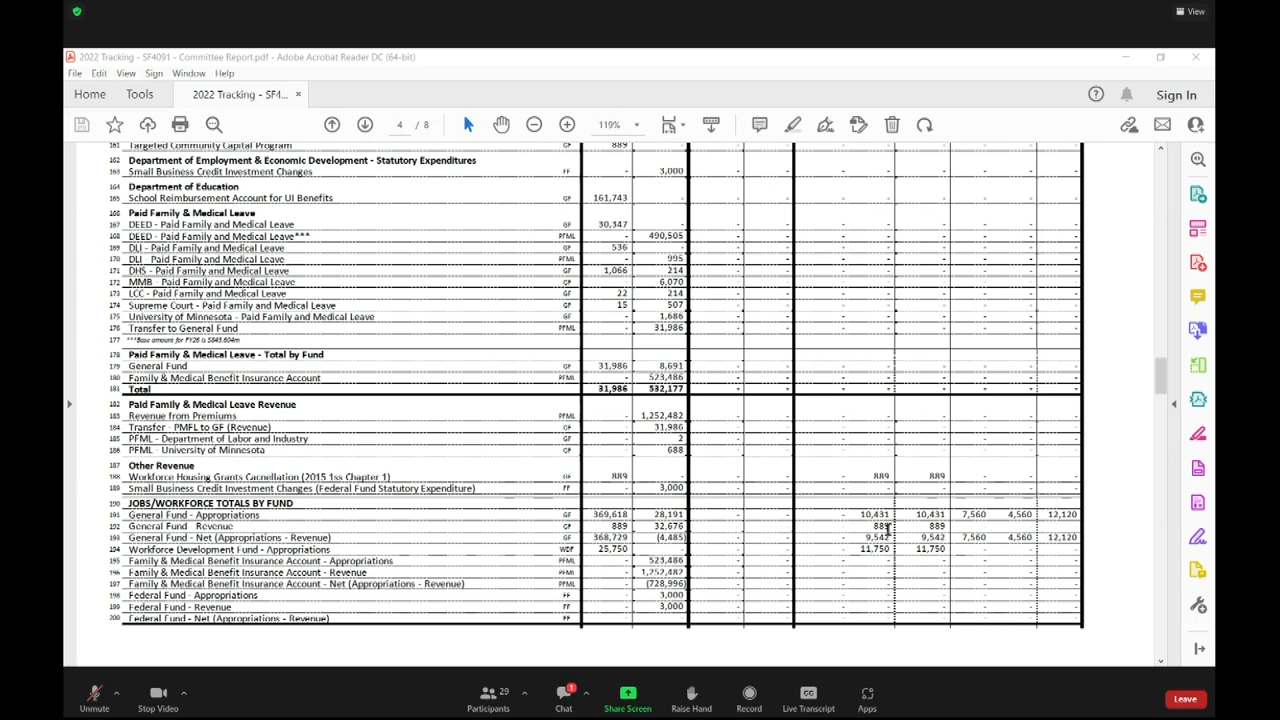 View
2022 Tracking - SF4091 - Committee Report.pdf - Adobe Acrobat Reader DC (64-bit)
File Edit View Sign Window Help
Home Tools 2022 Tracking - SF4... × Sign In
4 / 8 119%
161 Targeted Community Capital Program GF 889 - - - - - - - - -
162 Department of Employment & Economic Development - Statutory Expenditures
163 Small Business Credit Investment Changes FF - 3,000 - - - - - - - -
164 Department of Education
165 School Reimbursement Account for UI Benefits GF 161,743 - - - - - - - -
166 Paid Family & Medical Leave
167 DEED - Paid Family and Medical Leave GF 30,347 - - - - - - - - -
168 DEED - Paid Family and Medical Leave*** PFML - 490,505 - - - - - - - -
169 DLI - Paid Family and Medical Leave GF 536 - - - - - - - - -
170 DLI - Paid Family and Medical Leave PFML - 995 - - - - - - - -
171 DHS - Paid Family and Medical Leave GF 1,066 214 - - - - - - - -
172 MMB - Paid Family and Medical Leave GF - 6,070 - - - - - - - -
173 LCC - Paid Family and Medical Leave GF 22 214 - - - - - - - -
174 Supreme Court - Paid Family and Medical Leave GF 15 507 - - - - - - - -
175 University of Minnesota - Paid Family and Medical Leave GF - 1,686 - - - - - - - -
176 Transfer to General Fund PFML - 31,986 - - - - - - - -
177 ***Base amount for FY26 is $843.604m
178 Paid Family & Medical Leave - Total by Fund
179 General Fund GF 31,986 8,691 - - - - - - - -
180 Family & Medical Benefit Insurance Account PFML - 523,486 - - - - - - - -
181 Total 31,986 532,177 - - - - - - - -
182 Paid Family & Medical Leave Revenue
183 Revenue from Premiums PFML - 1,252,482 - - - - - - - -
184 Transfer - PMFL to GF (Revenue) GF - 31,986 - - - - - - - -
185 PFML - Department of Labor and Industry GF - 2 - - - - - - - -
186 PFML - University of Minnesota GF - 688 - - - - - - - -
187 Other Revenue
188 Workforce Housing Grants Cacnellation (2015 1ss Chapter 1) GF 889 - - - - 889 889 - - -
189 Small Business Credit Investment Changes (Federal Fund Statutory Expenditure) FF - 3,000 - - - - - - - -
190 JOBS/WORKFORCE TOTALS BY FUND
191 General Fund - Appropriations GF 369,618 28,191 - - - 10,431 10,431 7,560 4,560 12,120
192 General Fund - Revenue GF 889 32,676 - - - 889 889 - - -
193 General Fund - Net (Appropriations - Revenue) GF 368,729 (4,485) - - - 9,542 9,542 7,560 4,560 12,120
194 Workforce Development Fund - Appropriations WDF 25,750 - - - - 11,750 11,750 - - -
195 Family & Medical Benefit Insurance Account - Appropriations PFML - 523,486 - - - - - - - -
196 Family & Medical Benefit Insurance Account - Revenue PFML - 1,252,482 - - - - - - - -
197 Family & Medical Benefit Insurance Account - Net (Appropriations - Revenue) PFML - (728,996) - - - - - - - -
198 Federal Fund - Appropriations FF - 3,000 - - - - - - - -
199 Federal Fund - Revenue FF - 3,000 - - - - - - - -
200 Federal Fund - Net (Appropriations - Revenue) FF - - - - - - - - - -
Unmute Stop Video Participants 29 Chat 1 Share Screen Raise Hand Record Live Transcript Apps Leave